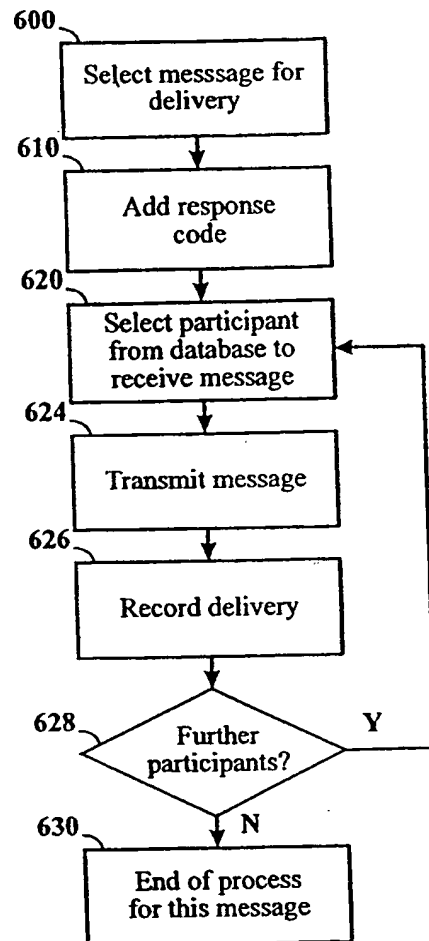 600
Select messsage for
delivery
610
Add response
code
620
Select participant
from database to
receive message
624
Transmit message
626
Record delivery
628
Further
participants?
Y
N
630
End of process
for this message